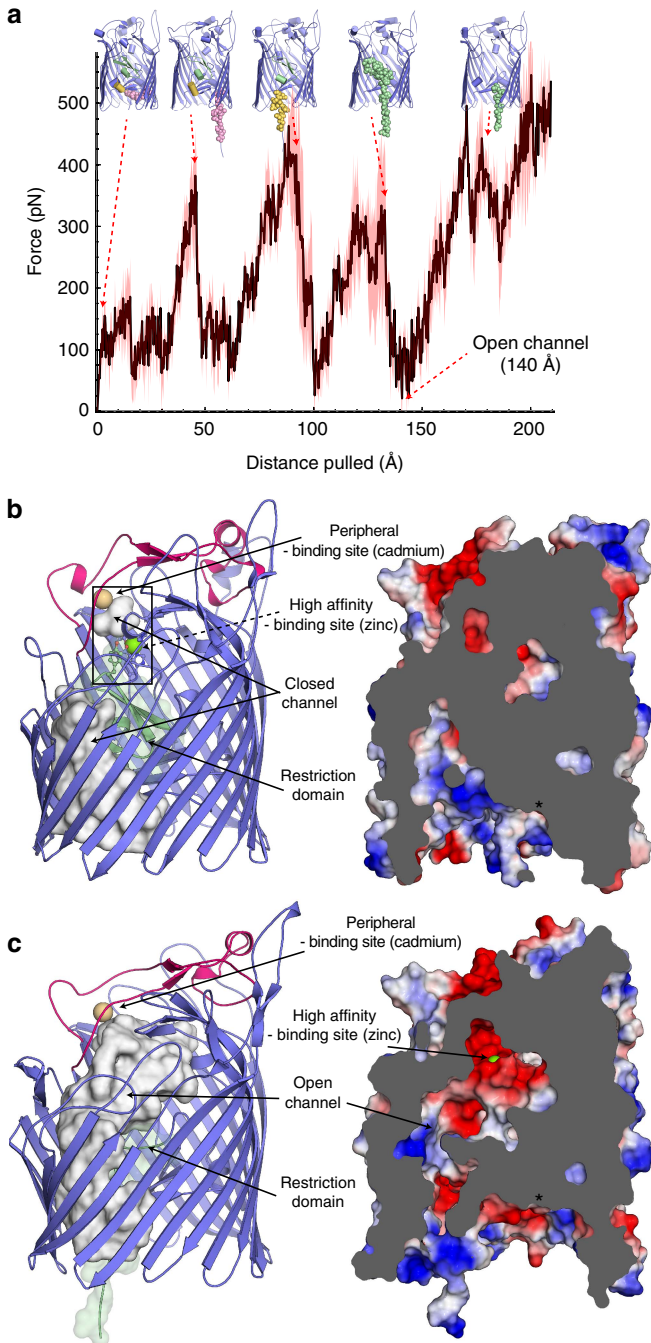 a
500
400
300
200
100
0
Force (pN)
Open channel
(140 Å)
0
50
100
150
200
Distance pulled (Å)
b
Peripheral
- binding site (cadmium)
High affinity
- binding site (zinc)
Closed
channel
Restriction
domain
*
c
Peripheral
- binding site (cadmium)
High affinity
- binding site (zinc)
Open
channel
Restriction
domain
*